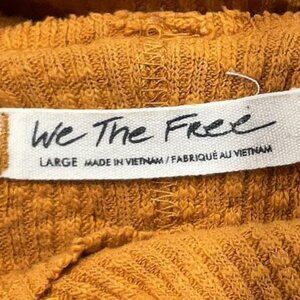 We The Free
LARGE MADE IN VIETNAM / FABRIQUÉ AU VIETNAM